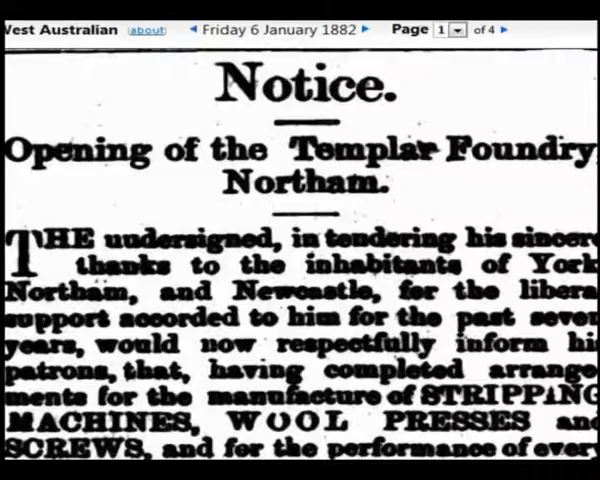 West Australian (about) Friday 6 January 1882 Page 1 of 4
Notice.
Opening of the Templar Foundry
Northam.
THE undersigned, in tendering his sincere
thanks to the inhabitants of York
Northam, and Newcastle, for the libera
support accorded to him for the past seven
years, would now respectfully inform his
patrons, that, having completed arrange
ments for the manufacture of STRIPPING
MACHINES, WOOL PRESSES and
SCREWS, and for the performance of every